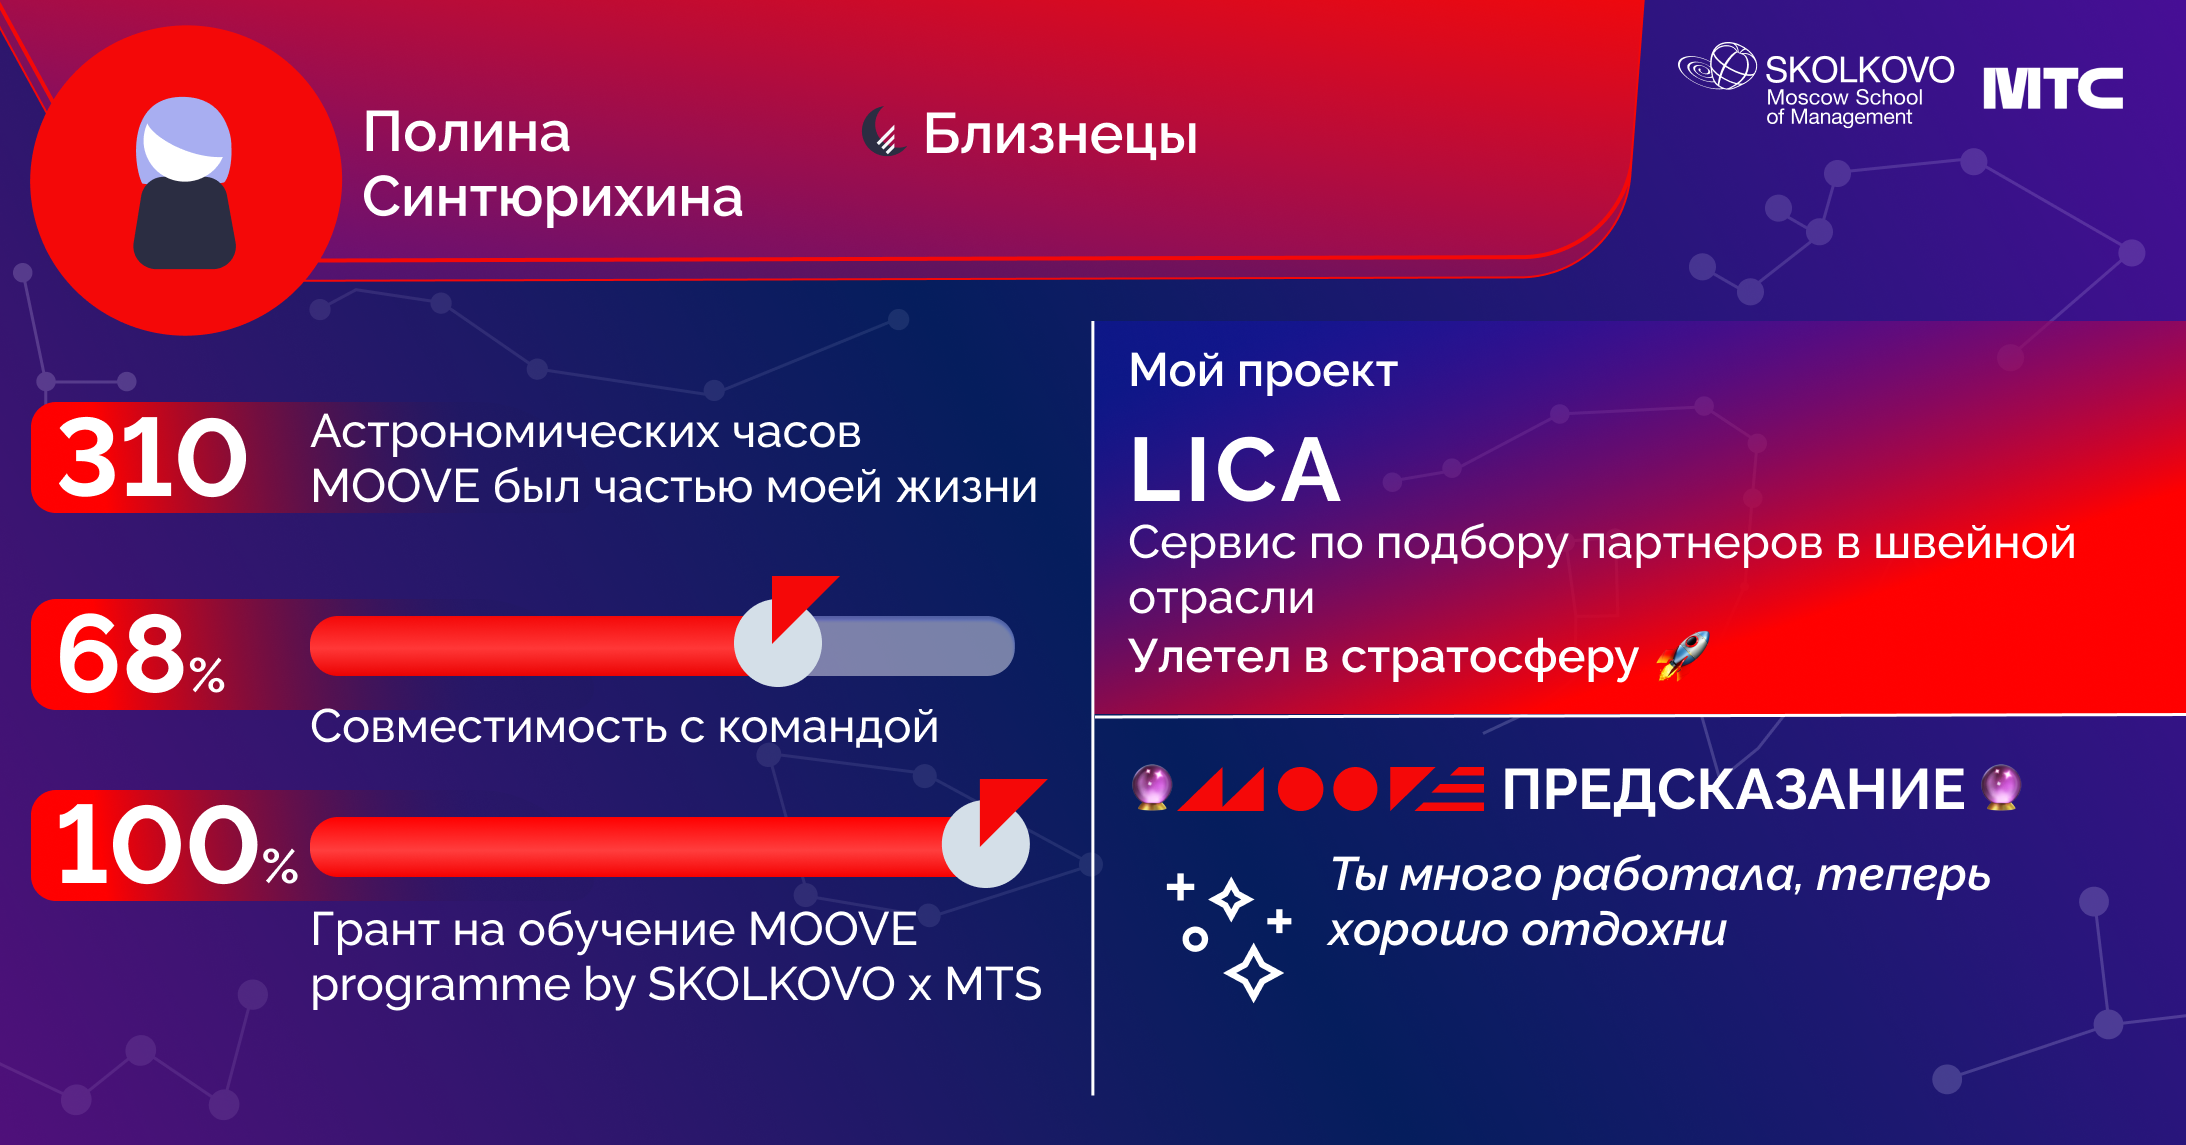 Полина
Синтюрихина
Близнецы
SKOLKOVO
Moscow School
of Management
МТС
310
Астрономических часов
MOOVE был частью моей жизни
68%
Совместимость с командой
100%
Грант на обучение MOOVE
programme by SKOLKOVO x MTS
Мой проект
LICA
Сервис по подбору партнеров в швейной
отрасли
Улетел в стратосферу 🚀
🔮 MOOVE ПРЕДСКАЗАНИЕ 🔮
Ты много работала, теперь
хорошо отдохни